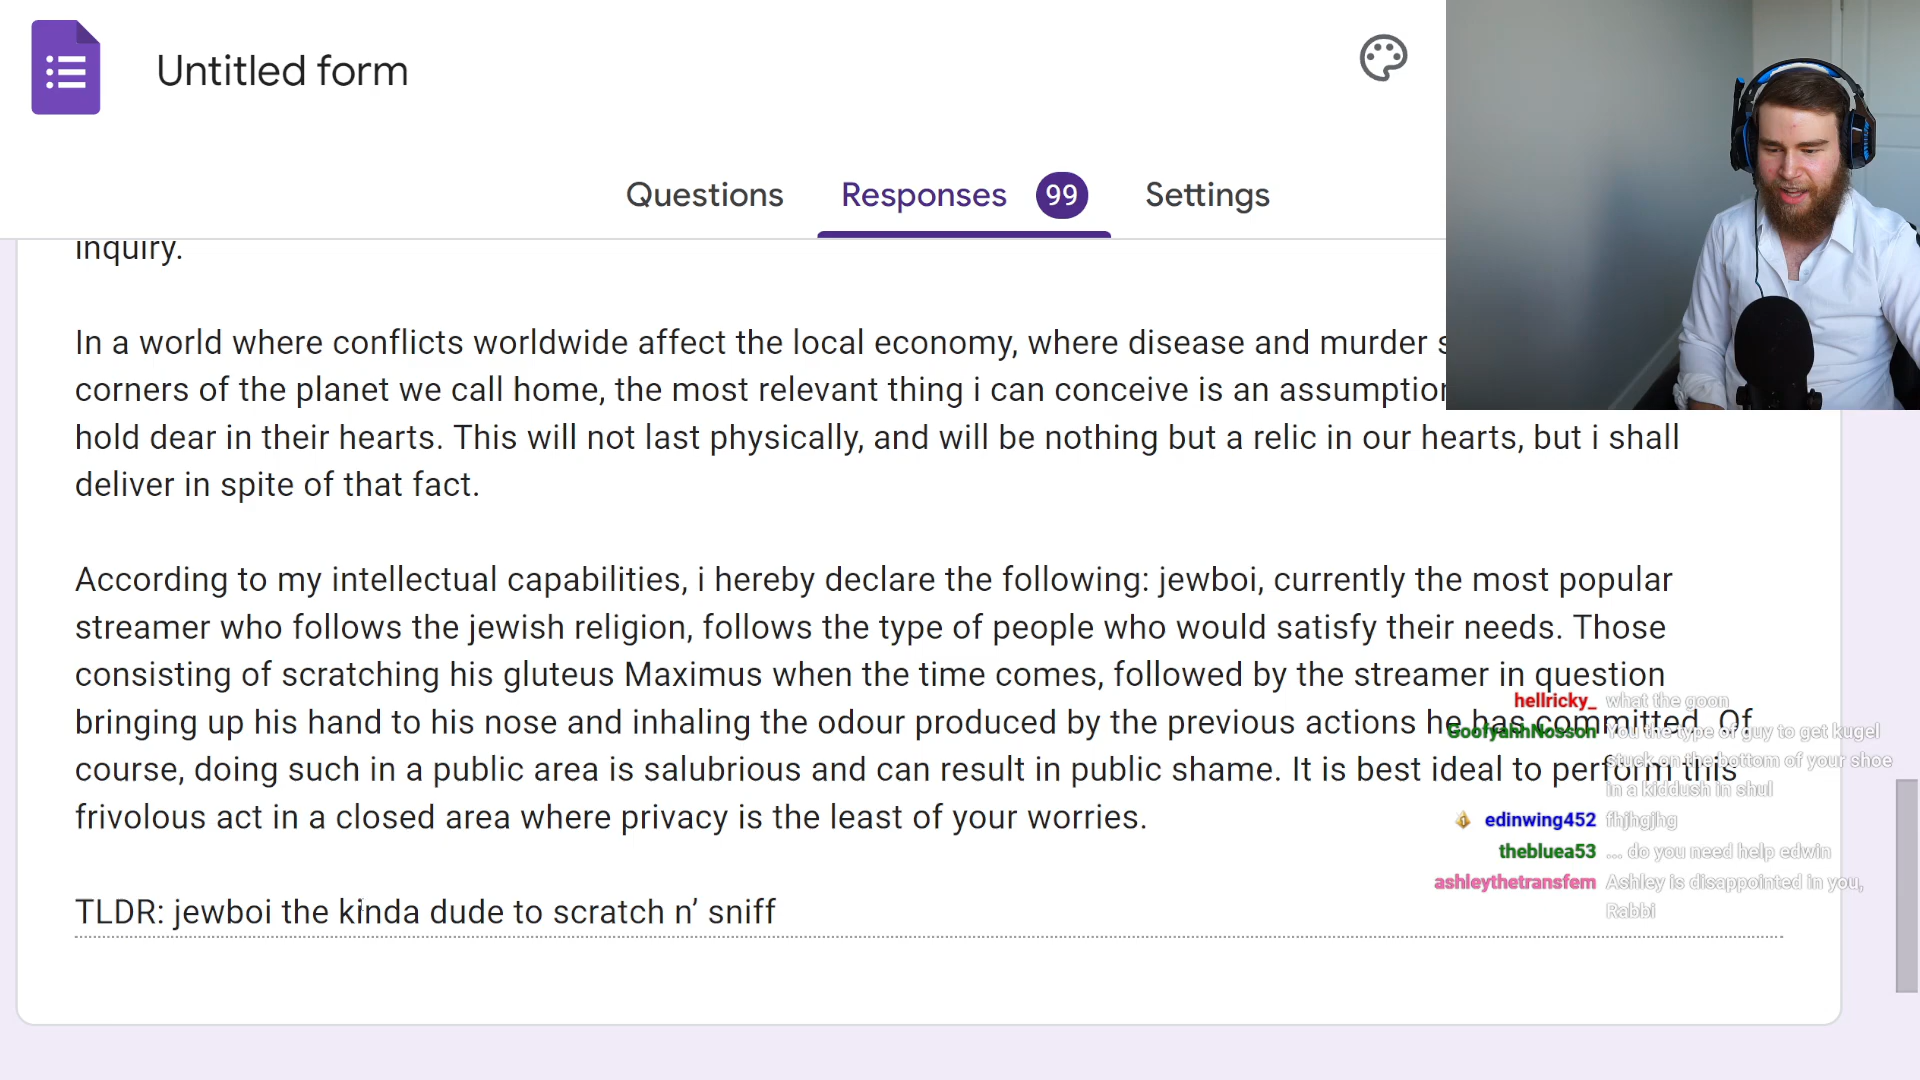 Untitled form
Questions
Responses
99
Settings
inquiry.
In a world where conflicts worldwide affect the local economy, where disease and murder
corners of the planet we call home, the most relevant thing i can conceive is an assumption
hold dear in their hearts. This will not last physically, and will be nothing but a relic in our hearts, but i shall
deliver in spite of that fact.
According to my intellectual capabilities, i hereby declare the following: jewboi, currently the most popular
streamer who follows the jewish religion, follows the type of people who would satisfy their needs. Those
consisting of scratching his gluteus Maximus when the time comes, followed by the streamer in question
bringing up his hand to his nose and inhaling the odour produced by the previous actions he has committed. Of
course, doing such in a public area is salubrious and can result in public shame. It is best ideal to perform this
frivolous act in a closed area where privacy is the least of your worries.
TLDR: jewboi the kinda dude to scratch n’ sniff
hellricky_ what the goon
GoofyahhNosson You the type of guy to get kugel
stuck on the bottom of your shoe
in a kiddush in shul
edinwing452 fhjhgjhg
thebluea53 ... do you need help edwin
ashleythetransfem Ashley is disappointed in you,
Rabbi